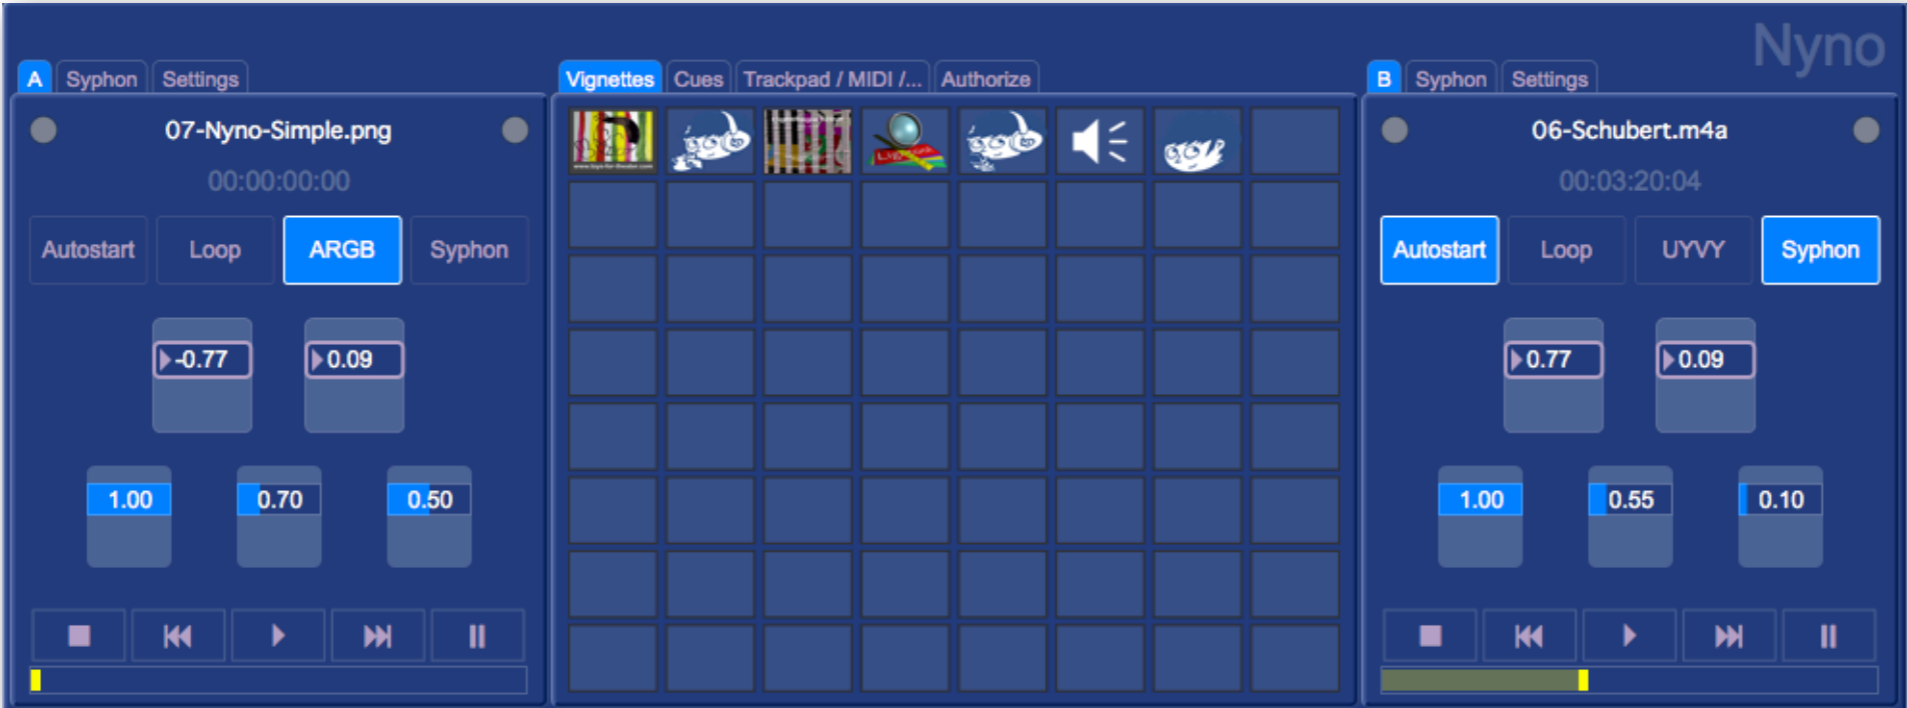 Nyno
A Syphon Settings
07-Nyno-Simple.png
00:00:00:00
Autostart Loop ARGB Syphon
-0.77 0.09
1.00 0.70 0.50
Vignettes Cues Trackpad / MIDI /... Authorize
B Syphon Settings
06-Schubert.m4a
00:03:20:04
Autostart Loop UYVY Syphon
0.77 0.09
1.00 0.55 0.10